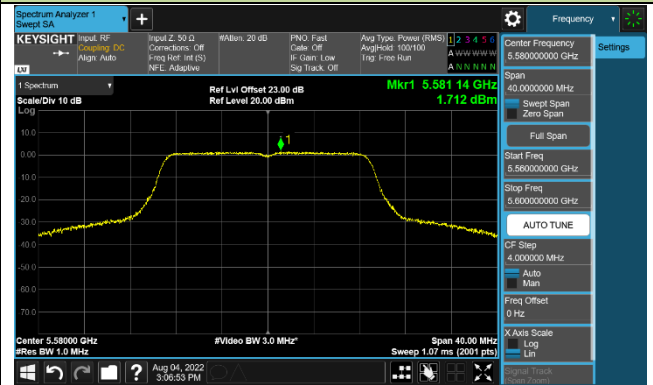 Spectrum Analyzer 1
Swept SA
Frequency
KEYSIGHT
Input: RF
Coupling: DC
Align: Auto
Input Z: 50 Ω
Corrections: Off
Freq Ref: Int (S)
NFE: Adaptive
#Atten: 20 dB
PNO: Fast
Gate: Off
IF Gain: Low
Sig Track: Off
Avg Type: Power (RMS)
Avg|Hold: 100/100
Trig: Free Run
1 2 3 4 5 6
A W W W W W
A N N N N N
LXI
1 Spectrum
Scale/Div 10 dB
Log
Ref Lvl Offset 23.00 dB
Ref Level 20.00 dBm
Mkr1 5.581 14 GHz
1.712 dBm
1
10.0
0.00
-10.0
-20.0
-30.0
-40.0
-50.0
-60.0
-70.0
Center 5.58000 GHz
#Res BW 1.0 MHz
#Video BW 3.0 MHz*
Span 40.00 MHz
Sweep 1.07 ms (2001 pts)
Aug 04, 2022
3:06:53 PM
Center Frequency
5.580000000 GHz
Settings
Span
40.0000000 MHz
Swept Span
Zero Span
Full Span
Start Freq
5.560000000 GHz
Stop Freq
5.600000000 GHz
AUTO TUNE
CF Step
4.000000 MHz
Auto
Man
Freq Offset
0 Hz
X Axis Scale
Log
Lin
Signal Track
(Span Zoom)